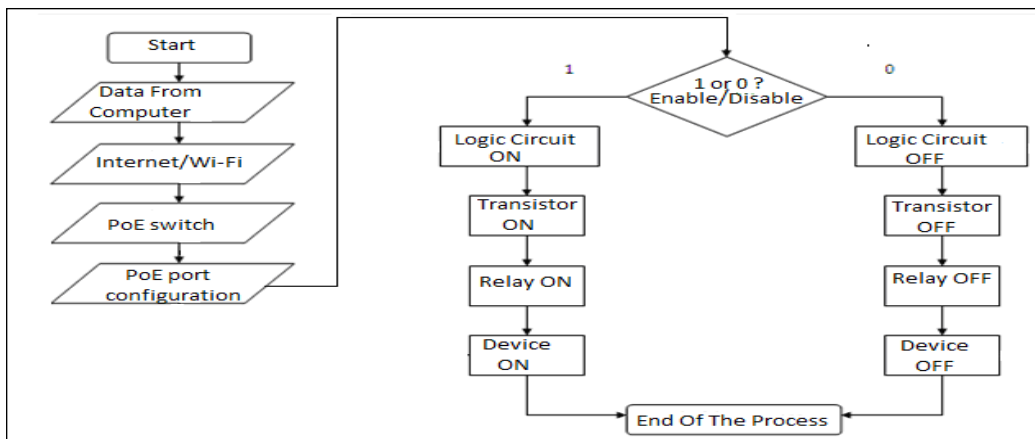 Start
Data From
Computer
Internet/Wi-Fi
PoE switch
PoE port
configuration
1 or 0 ?
Enable/Disable
1
0
Logic Circuit
ON
Transistor
ON
Relay ON
Device
ON
Logic Circuit
OFF
Transistor
OFF
Relay OFF
Device
OFF
End Of The Process